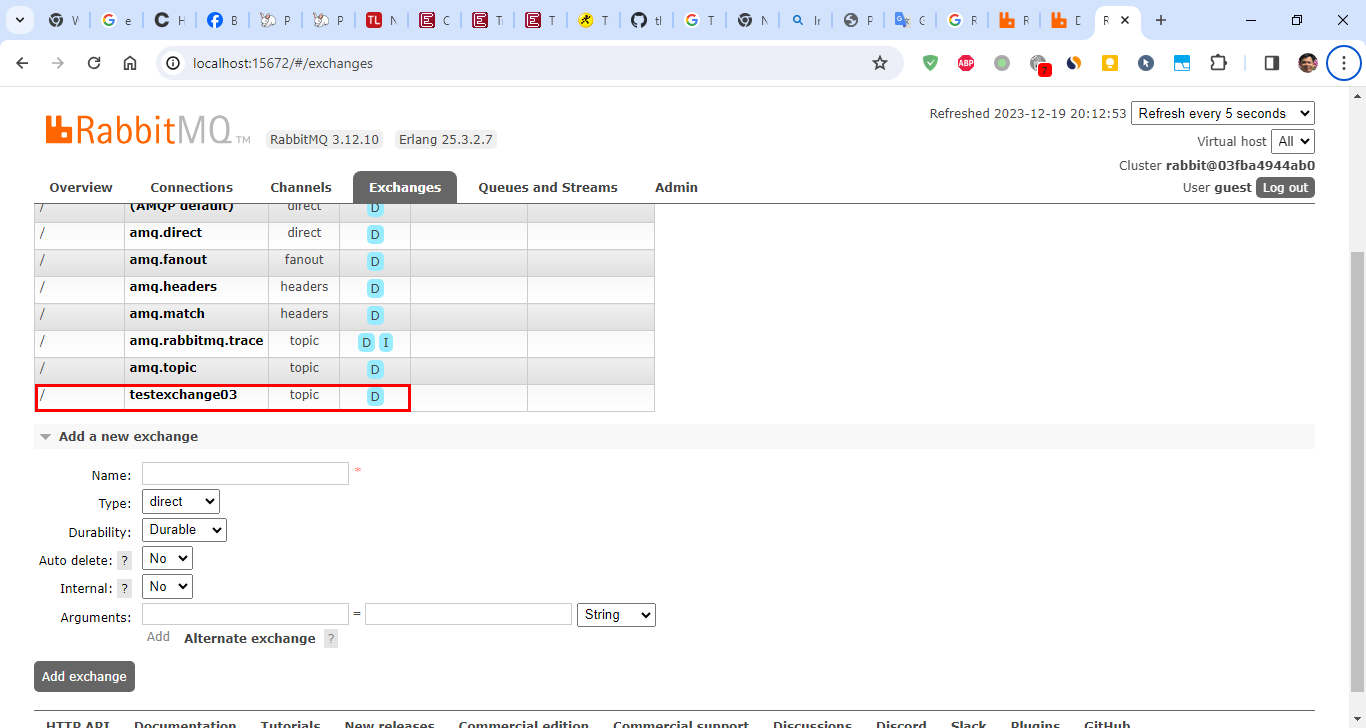 W e C H B P P TL N C T T T tl T N Ir P G R R D R
localhost:15672/#/exchanges ABP
Refreshed 2023-12-19 20:12:53 Refresh every 5 seconds
RabbitMQ TM RabbitMQ 3.12.10 Erlang 25.3.2.7
Virtual host All
Cluster rabbit@03fba4944ab0
User guest Log out
Overview Connections Channels Exchanges Queues and Streams Admin
/ (AMQP default) direct D
/ amq.direct direct D
/ amq.fanout fanout D
/ amq.headers headers D
/ amq.match headers D
/ amq.rabbitmq.trace topic D I
/ amq.topic topic D
/ testexchange03 topic D
Add a new exchange
Name: *
Type: direct
Durability: Durable
Auto delete: ? No
Internal: ? No
Arguments: = String
Add Alternate exchange ?
Add exchange
HTTP API Documentation Tutorials New releases Commercial edition Commercial support Discussions Discord Slack Plugins GitHub